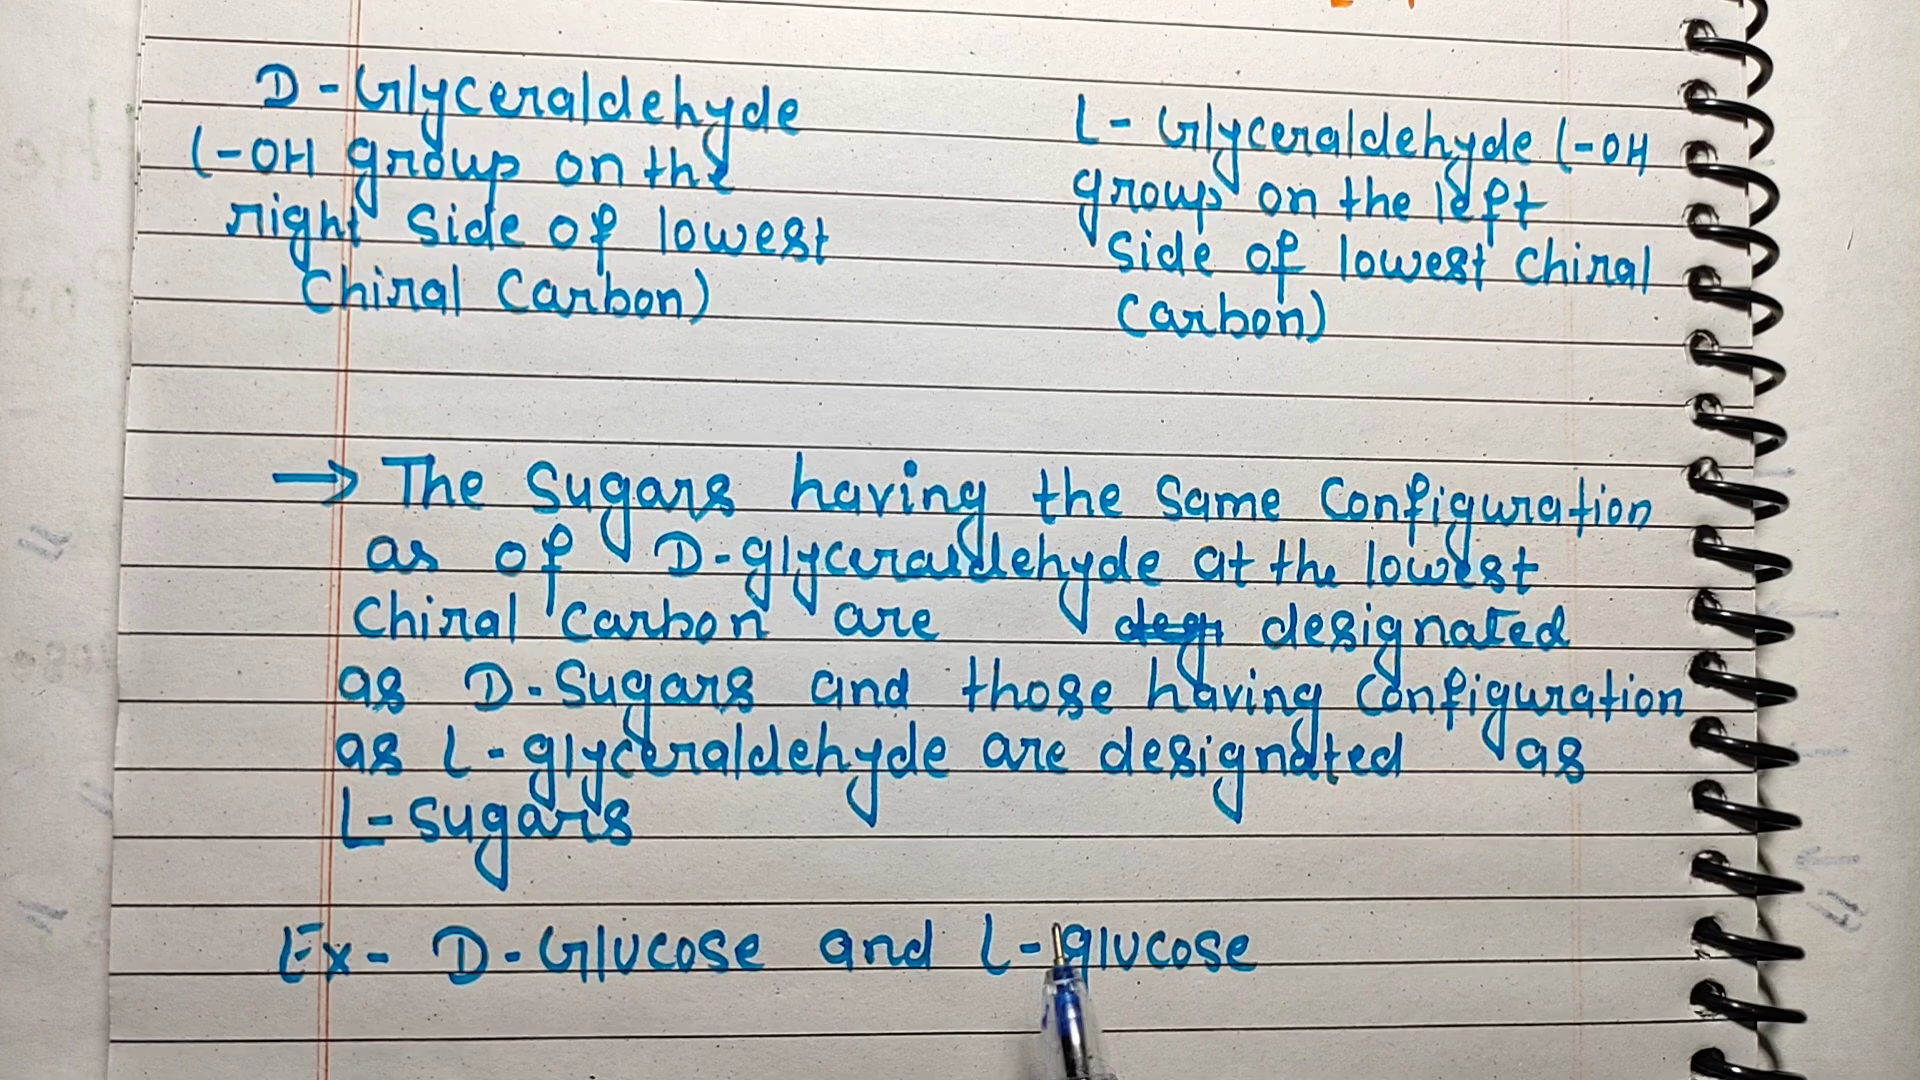 D-Glyceraldehyde
(-OH group on the
right side of lowest
Chiral Carbon)
L-Glyceraldehyde (-OH
group on the left
side of lowest chiral
Carbon)
→ The Sugars having the Same Configuration
as of D-glyceraldehyde at the lowest
Chiral Carbon are designated
as D-Sugars and those having Configuration
as L-glyceraldehyde are designated as
L-Sugars
Ex- D-Glucose and L-glucose